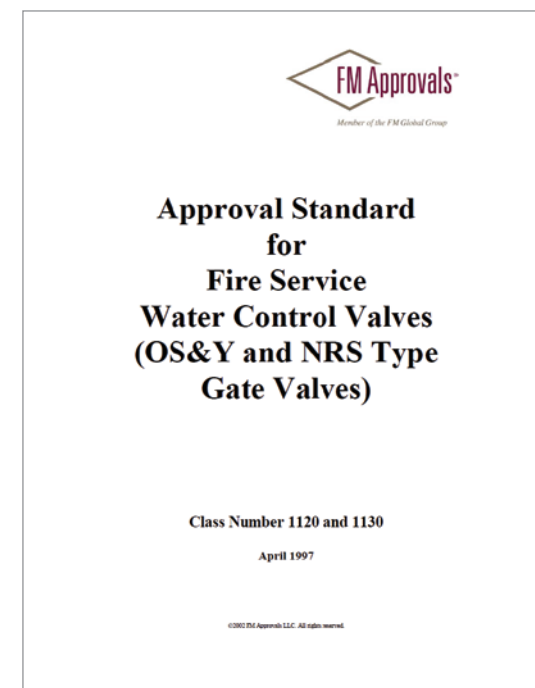 FM Approvals℠
Member of the FM Global Group
Approval Standard
for
Fire Service
Water Control Valves
(OS&Y and NRS Type
Gate Valves)
Class Number 1120 and 1130
April 1997
©2002 FM Approvals LLC. All rights reserved.